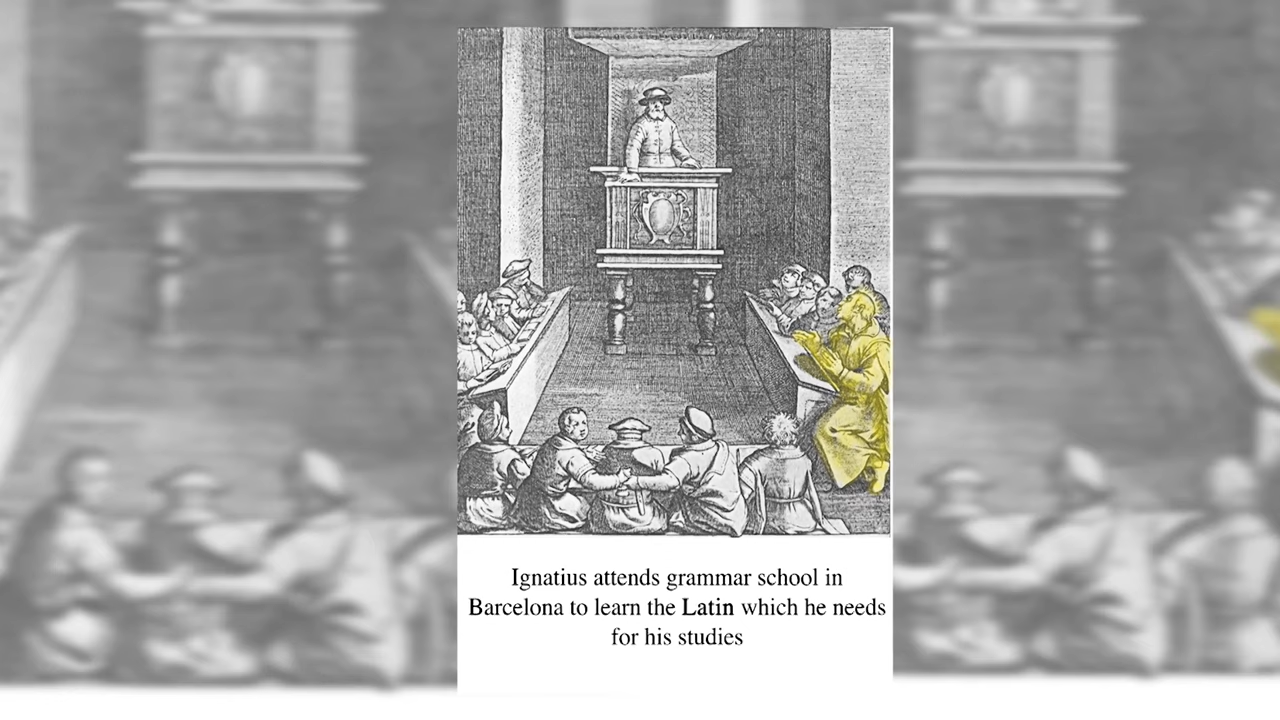 Ignatius attends grammar school in
Barcelona to learn the Latin which he needs
for his studies